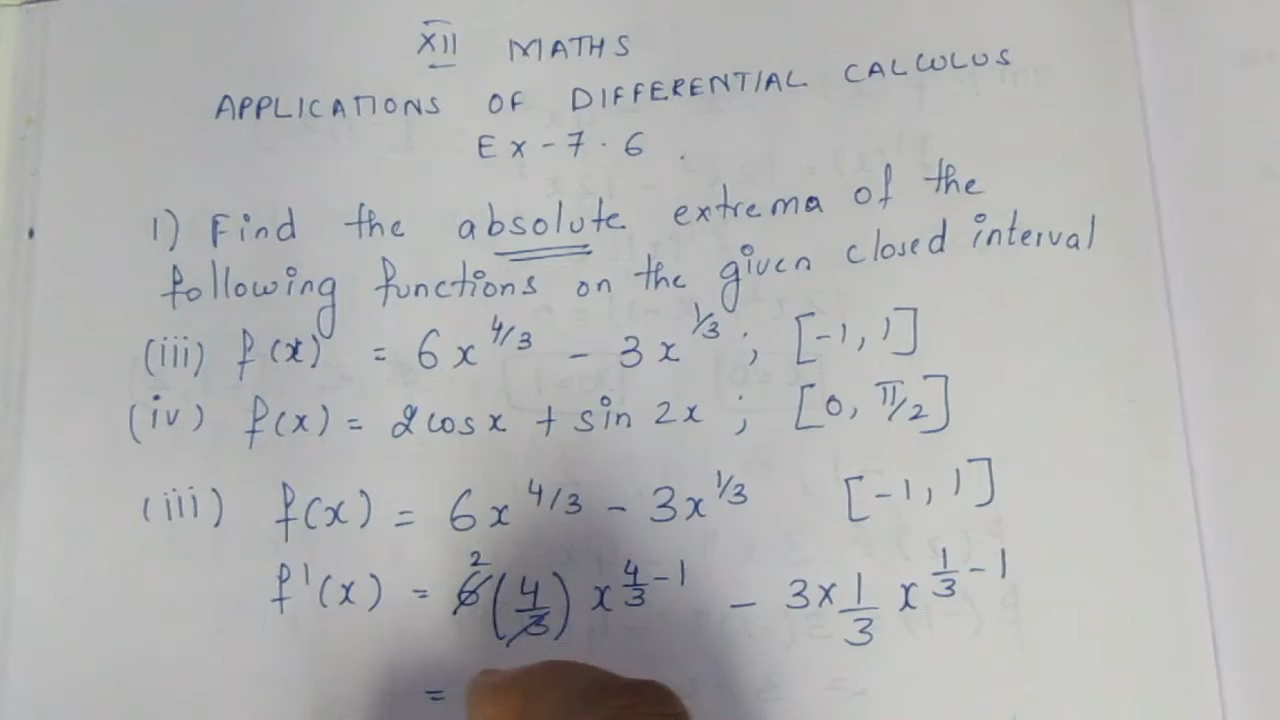 XII MATHS
APPLICATIONS OF DIFFERENTIAL CALCULUS
Ex - 7.6
1) Find the absolute extrema of the
following functions on the given closed interval
(iii) f(x) = 6x^{4/3} - 3x^{1/3} ; [-1, 1]
(iv) f(x) = 2cosx + sin 2x ; [0, π/2]
(iii) f(x) = 6x^{4/3} - 3x^{1/3} [-1, 1]
f'(x) = 6 2 (4/3) x^{4/3 - 1} - 3 × 1/3 x^{1/3 - 1}
=